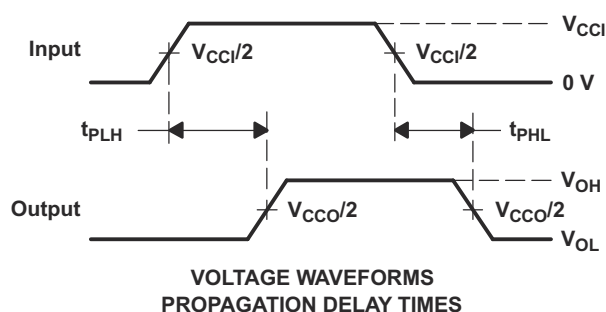 V_CCI
Input
V_CCI/2
V_CCI/2
0 V
t_PLH
t_PHL
V_OH
Output
V_CCO/2
V_CCO/2
V_OL
VOLTAGE WAVEFORMS
PROPAGATION DELAY TIMES